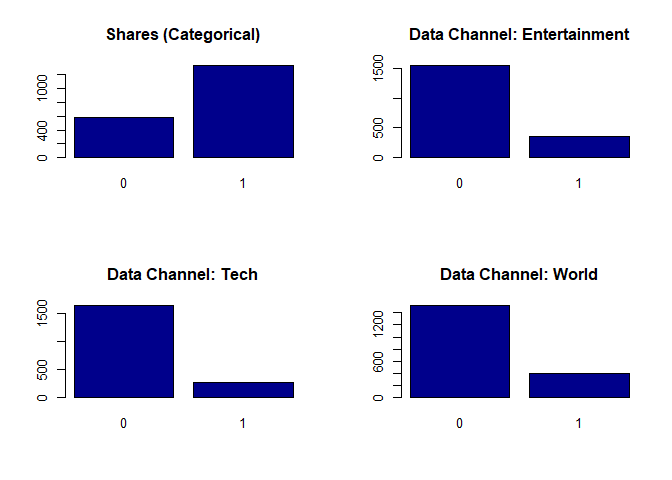 Shares (Categorical)
0 400 1000
0 1
Data Channel: Entertainment
0 500 1500
0 1
Data Channel: Tech
0 500 1500
0 1
Data Channel: World
0 600 1200
0 1